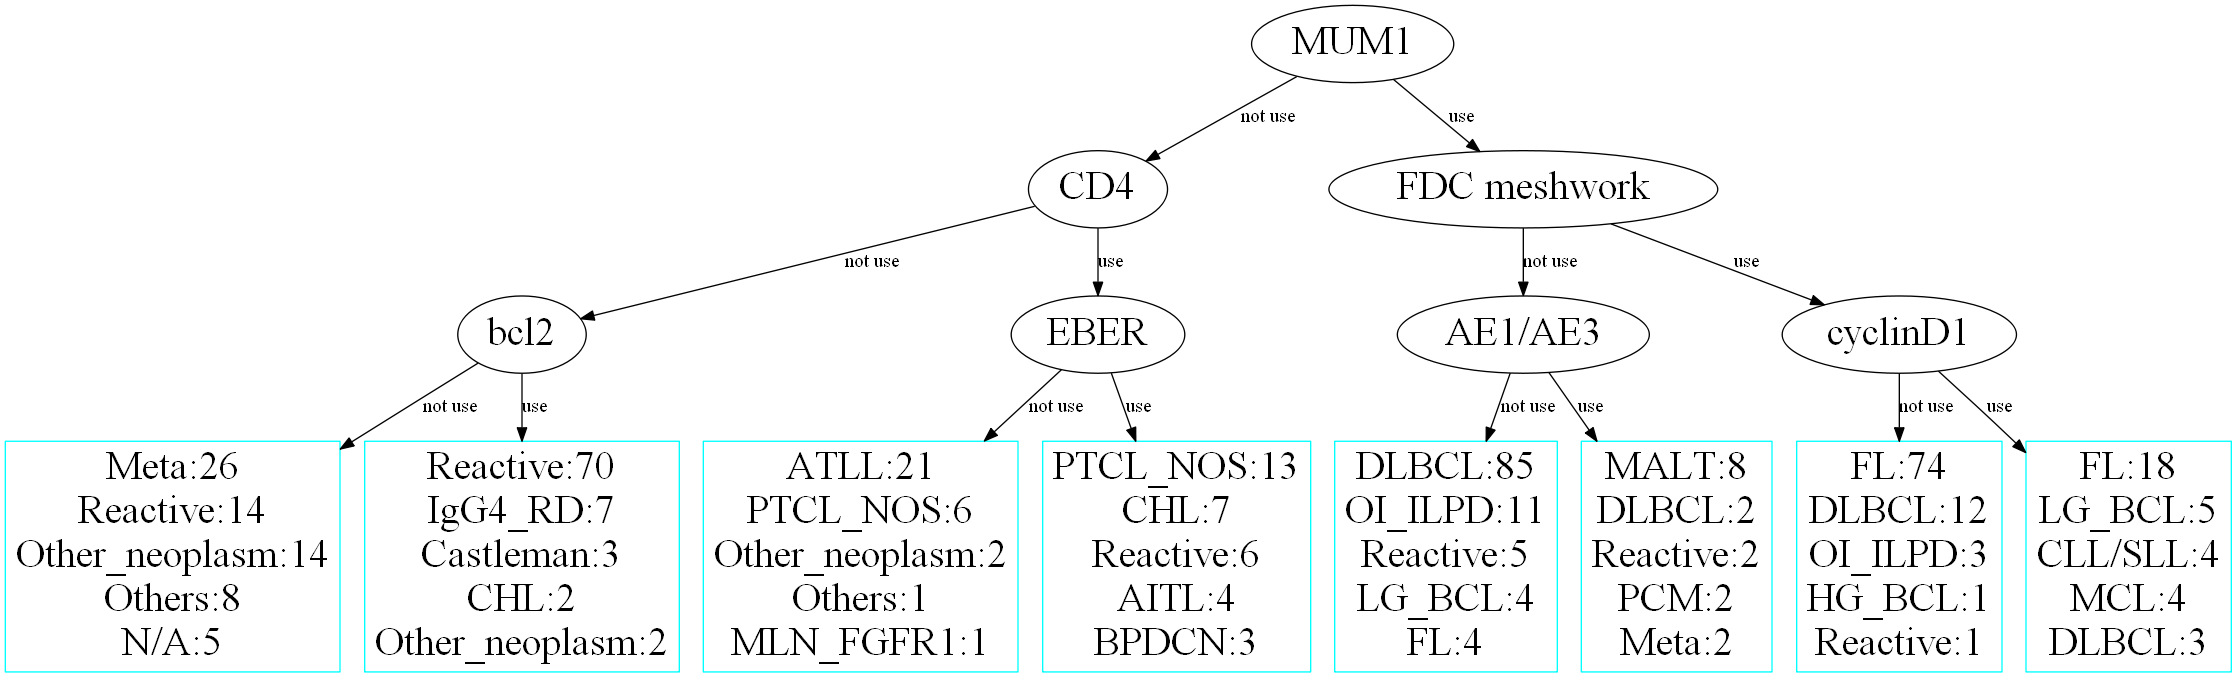 MUM1
not use
use
CD4
FDC meshwork
not use
use
not use
use
bcl2
EBER
AE1/AE3
cyclinD1
not use
use
not use
use
not use
use
not use
use
Meta:26
Reactive:14
Other_neoplasm:14
Others:8
N/A:5
Reactive:70
IgG4_RD:7
Castleman:3
CHL:2
Other_neoplasm:2
ATLL:21
PTCL_NOS:6
Other_neoplasm:2
Others:1
MLN_FGFR1:1
PTCL_NOS:13
CHL:7
Reactive:6
AITL:4
BPDCN:3
DLBCL:85
OI_ILPD:11
Reactive:5
LG_BCL:4
FL:4
MALT:8
DLBCL:2
Reactive:2
PCM:2
Meta:2
FL:74
DLBCL:12
OI_ILPD:3
HG_BCL:1
Reactive:1
FL:18
LG_BCL:5
CLL/SLL:4
MCL:4
DLBCL:3